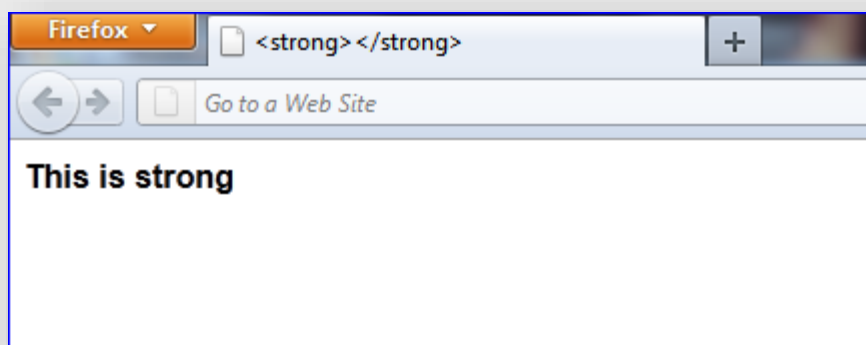 Firefox
<strong></strong>
Go to a Web Site
This is strong